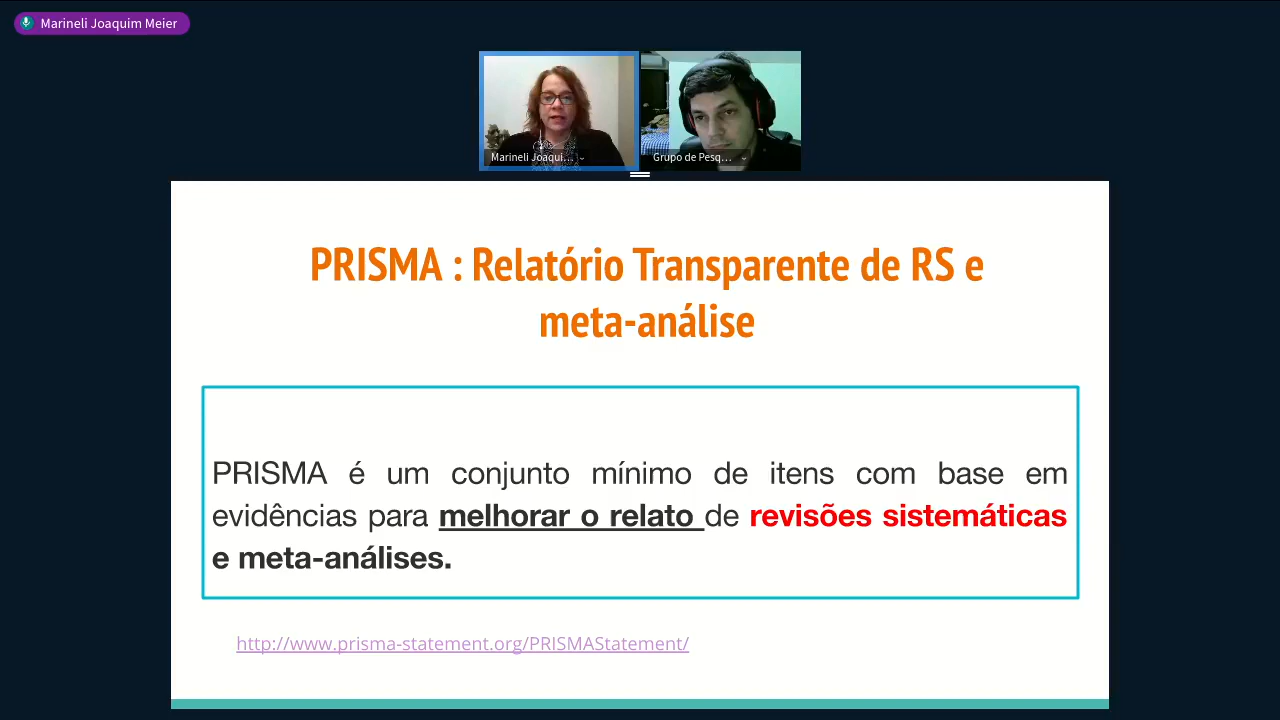 Marineli Joaquim Meier
Marineli Joaqui...
Grupo de Pesq...
PRISMA : Relatório Transparente de RS e
meta-análise
PRISMA é um conjunto mínimo de itens com base em
evidências para melhorar o relato de revisões sistemáticas
e meta-análises.
http://www.prisma-statement.org/PRISMAStatement/